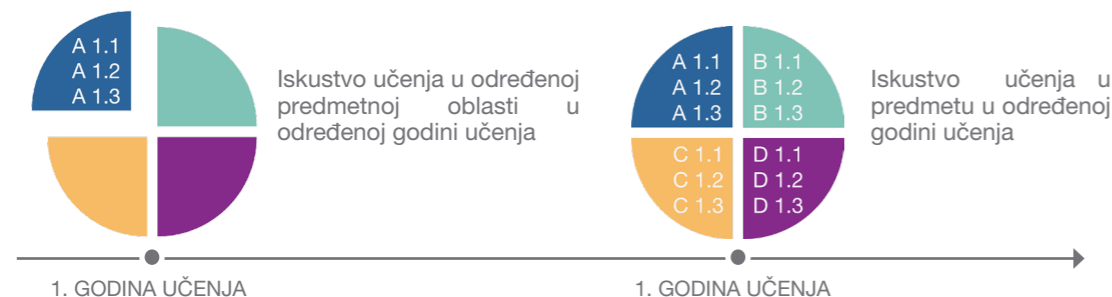 A 1.1
A 1.2
A 1.3
Iskustvo učenja u određenoj
predmetnoj oblasti u
određenoj godini učenja
A 1.1
A 1.2
A 1.3
B 1.1
B 1.2
B 1.3
C 1.1
C 1.2
C 1.3
D 1.1
D 1.2
D 1.3
Iskustvo učenja u
predmetu u određenoj
godini učenja
1. GODINA UČENJA
1. GODINA UČENJA